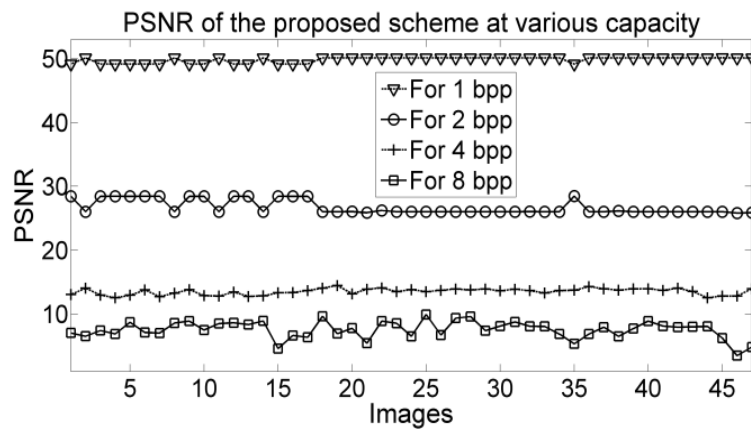 PSNR of the proposed scheme at various capacity
50
40
30
20
10
PSNR
For 1 bpp
For 2 bpp
For 4 bpp
For 8 bpp
5 10 15 20 25 30 35 40 45
Images